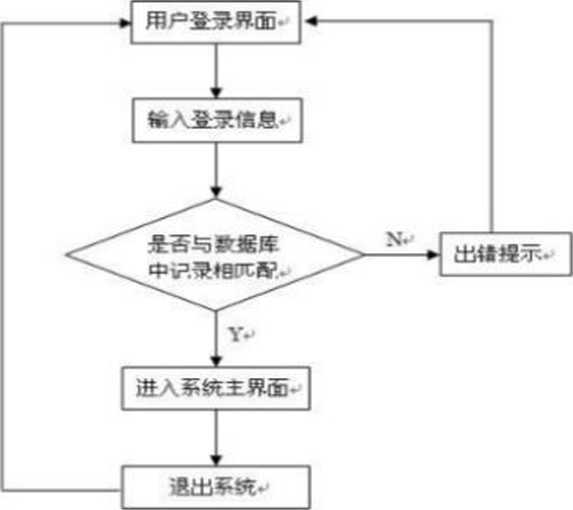 用户登录界面
输入登录信息
是否与数据库
中记录相匹配
N
出错提示
Y
进入系统主界面
退出系统